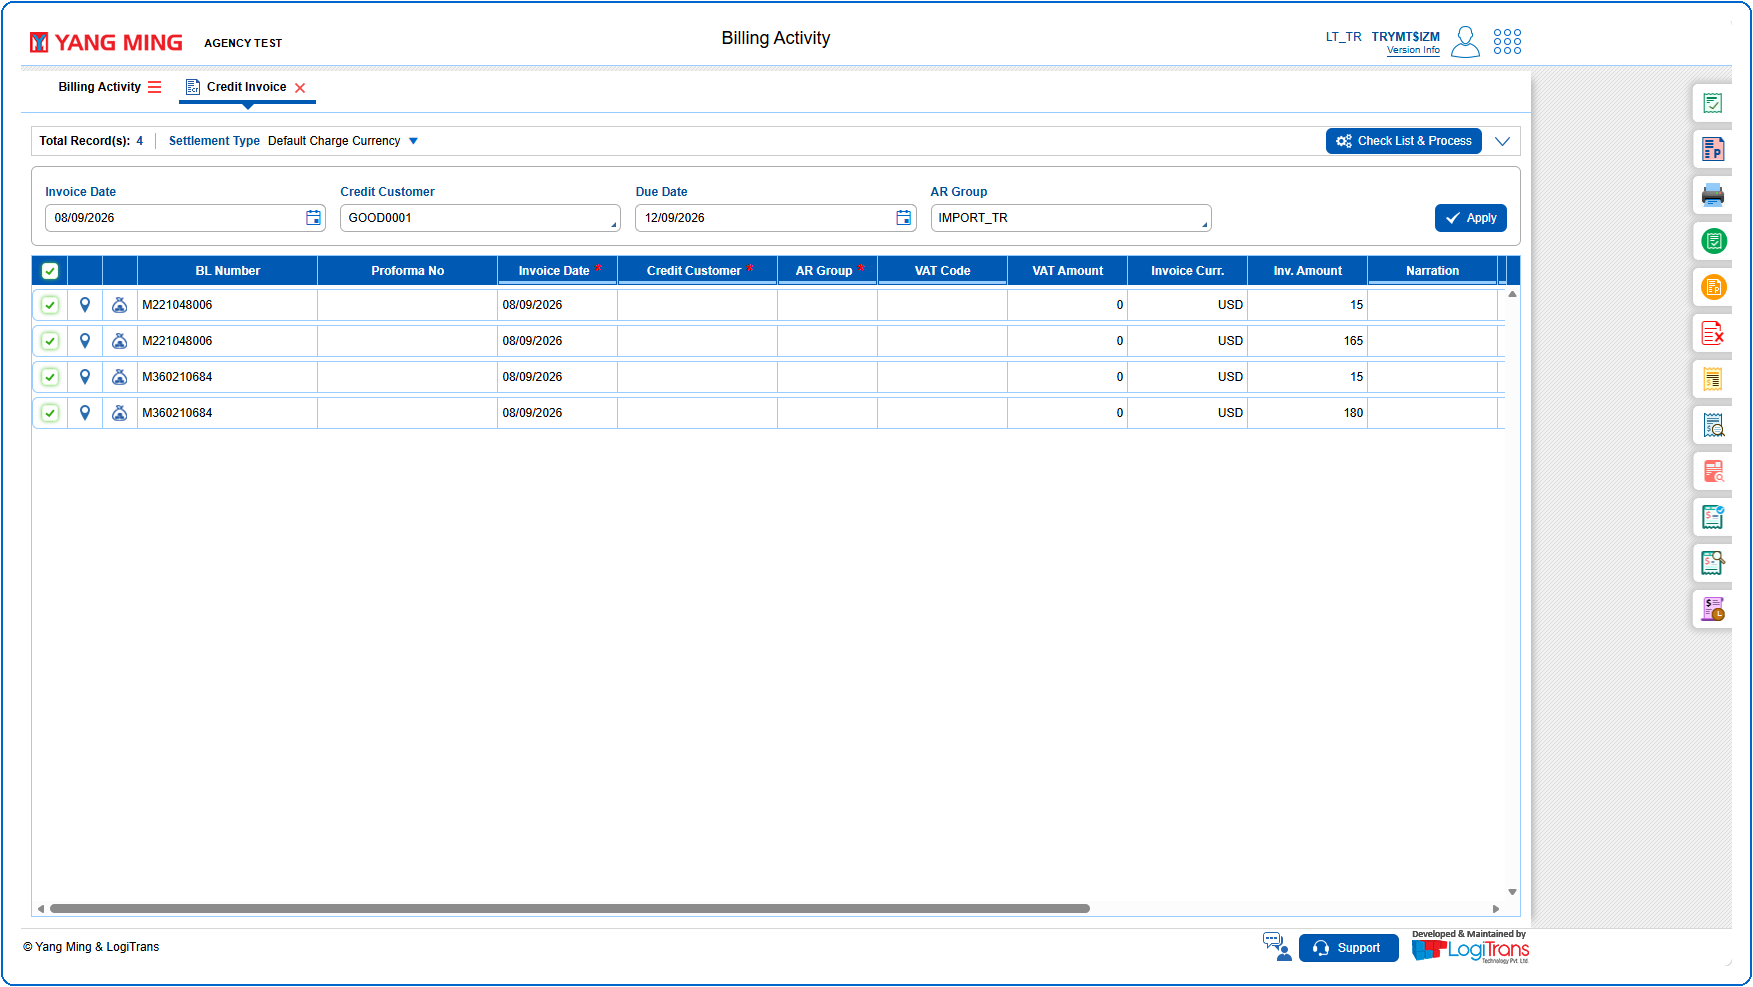 YANG MING AGENCY TEST
Billing Activity
LT_TR TRYMT$IZM
Version Info
Billing Activity
Credit Invoice
Total Record(s): 4 Settlement Type Default Charge Currency
Check List & Process
Invoice Date Credit Customer Due Date AR Group
08/09/2026 GOOD0001 12/09/2026 IMPORT_TR
Apply
BL Number Proforma No Invoice Date * Credit Customer * AR Group * VAT Code VAT Amount Invoice Curr. Inv. Amount Narration
M221048006 08/09/2026 0 USD 15
M221048006 08/09/2026 0 USD 165
M360210684 08/09/2026 0 USD 15
M360210684 08/09/2026 0 USD 180
© Yang Ming & LogiTrans
Support
Developed & Maintained by
LogiTrans
Technology Pvt. Ltd.